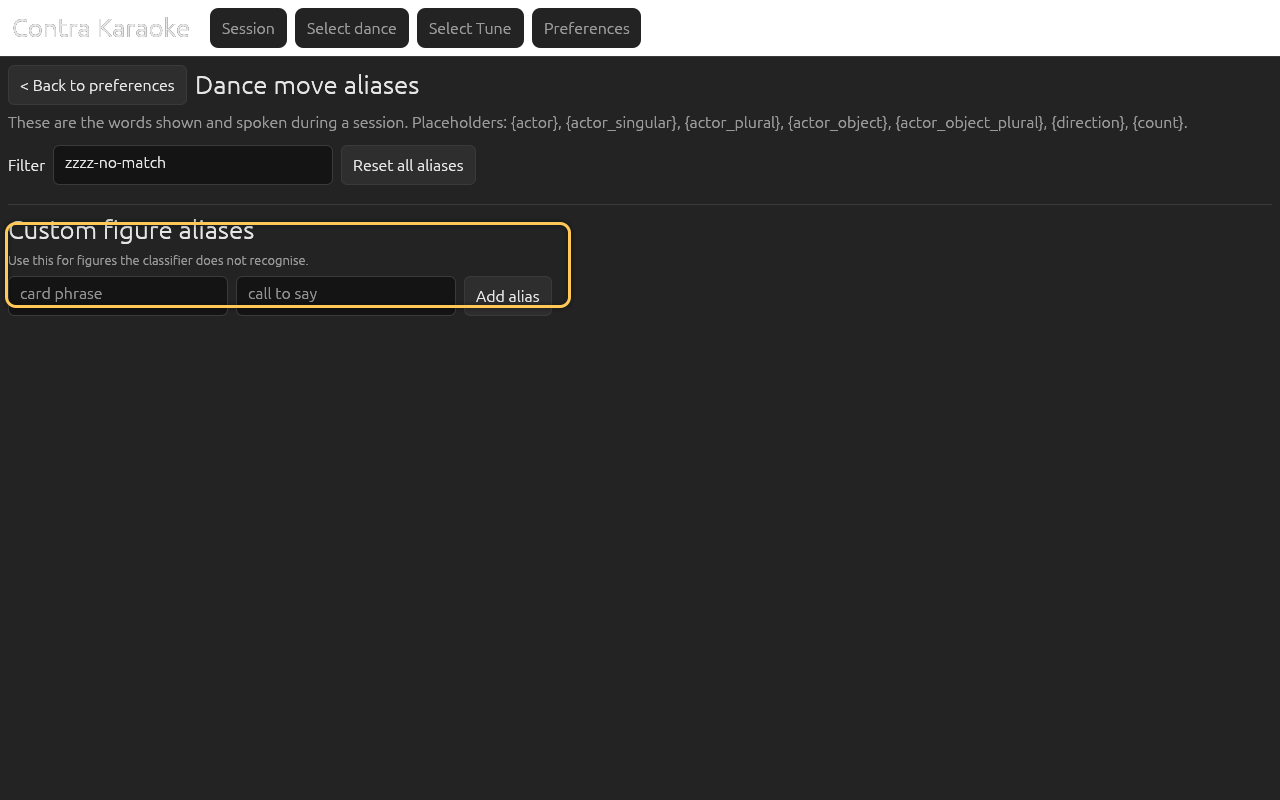 Contra Karaoke Session Select dance Select Tune Preferences
< Back to preferences Dance move aliases
These are the words shown and spoken during a session. Placeholders: {actor}, {actor_singular}, {actor_plural}, {actor_object}, {actor_object_plural}, {direction}, {count}.
Filter zzzz-no-match Reset all aliases
Custom figure aliases
Use this for figures the classifier does not recognise.
card phrase call to say Add alias